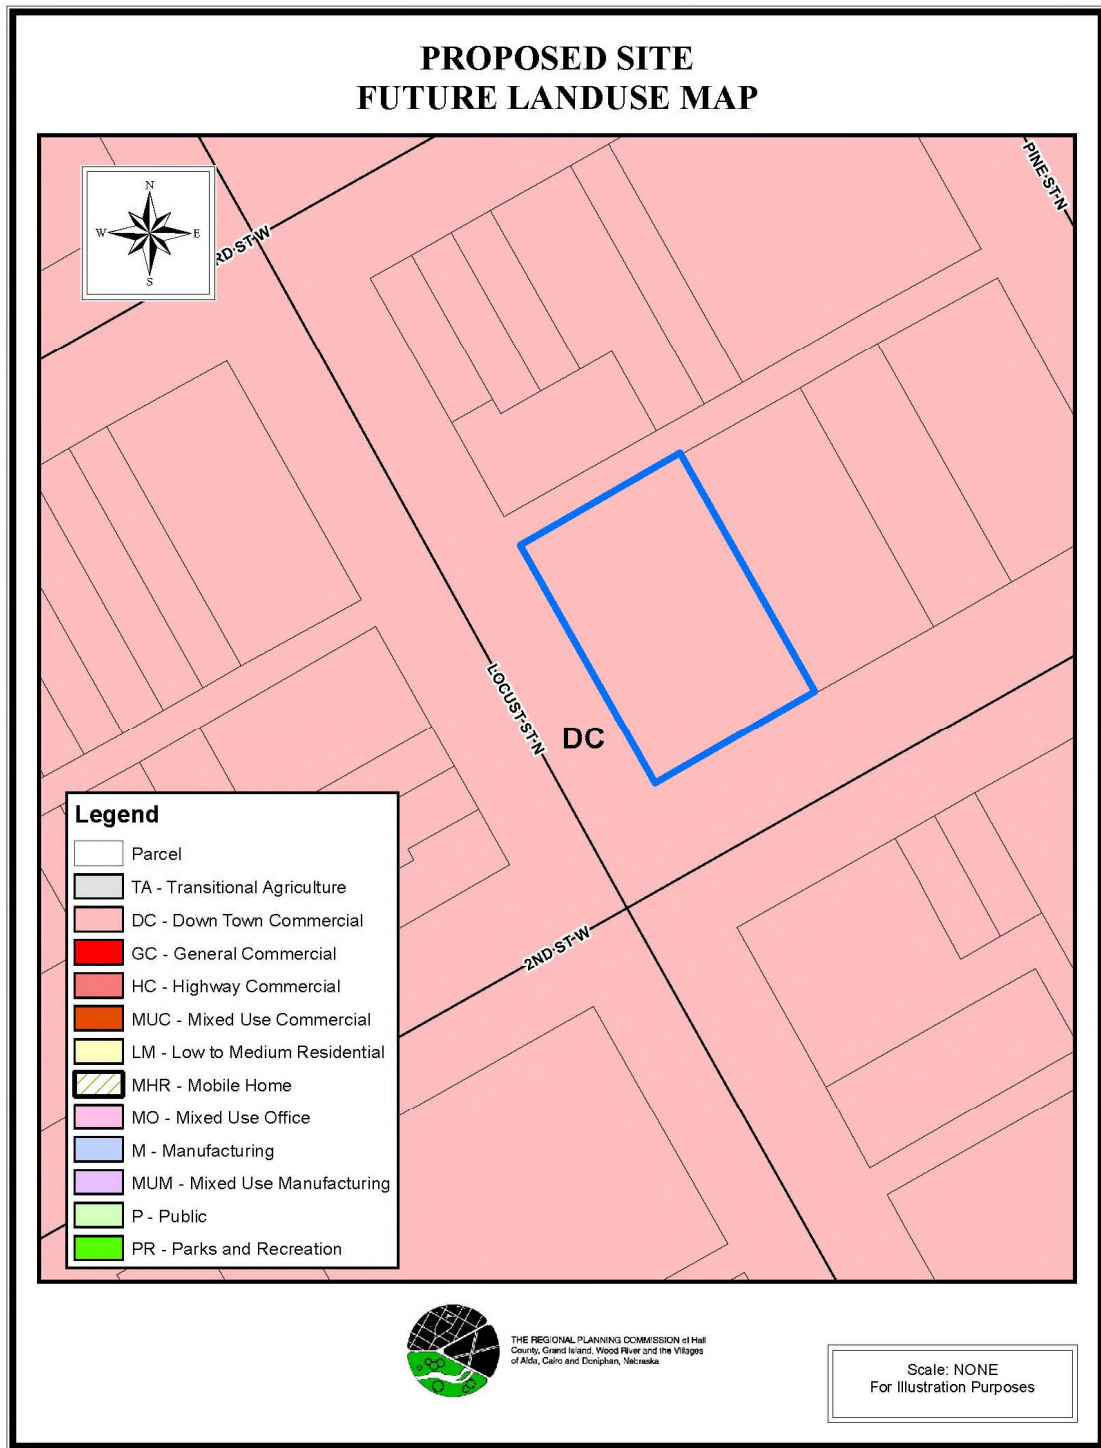 PROPOSED SITE
FUTURE LANDUSE MAP
PINE ST N
N
W E
S
RD ST W
LOCUST ST N
DC
2ND ST W
Legend
Parcel
TA - Transitional Agriculture
DC - Down Town Commercial
GC - General Commercial
HC - Highway Commercial
MUC - Mixed Use Commercial
LM - Low to Medium Residential
MHR - Mobile Home
MO - Mixed Use Office
M - Manufacturing
MUM - Mixed Use Manufacturing
P - Public
PR - Parks and Recreation
THE REGIONAL PLANNING COMMISSION of Hall
County, Grand Island, Wood River and the Villages
of Alda, Cairo and Doniphan, Nebraska
Scale: NONE
For Illustration Purposes